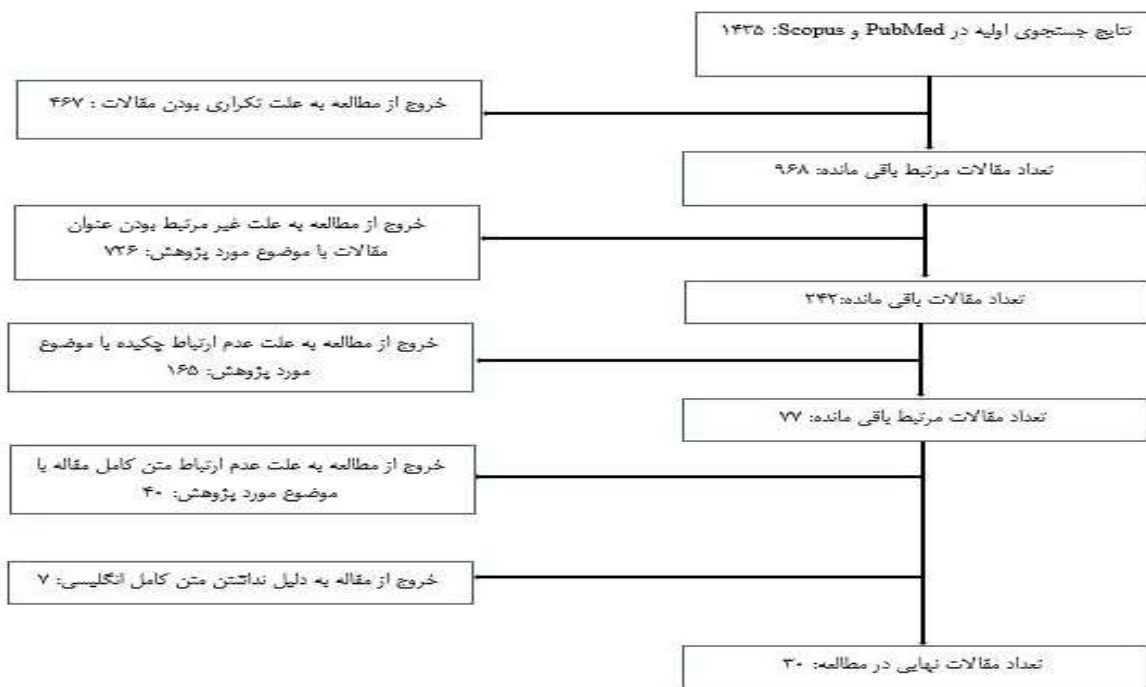 نتایج جستجوی اولیه در PubMed و Scopus: ۱۴۳۵
خروج از مطالعه به علت تکراری بودن مقالات : ۴۶۷
تعداد مقالات مرتبط باقی مانده: ۹۶۸
خروج از مطالعه به علت غیر مرتبط بودن عنوان
مقالات با موضوع مورد پژوهش: ۷۲۶
تعداد مقالات باقی مانده:۲۴۲
خروج از مطالعه به علت عدم ارتباط چکیده با موضوع
مورد پژوهش: ۱۶۵
تعداد مقالات مرتبط باقی مانده: ۷۷
خروج از مطالعه به علت عدم ارتباط متن کامل مقاله با
موضوع مورد پژوهش: ۴۰
خروج از مقاله به دلیل نداشتن متن کامل انگلیسی: ۷
تعداد مقالات نهایی در مطالعه: ۳۰